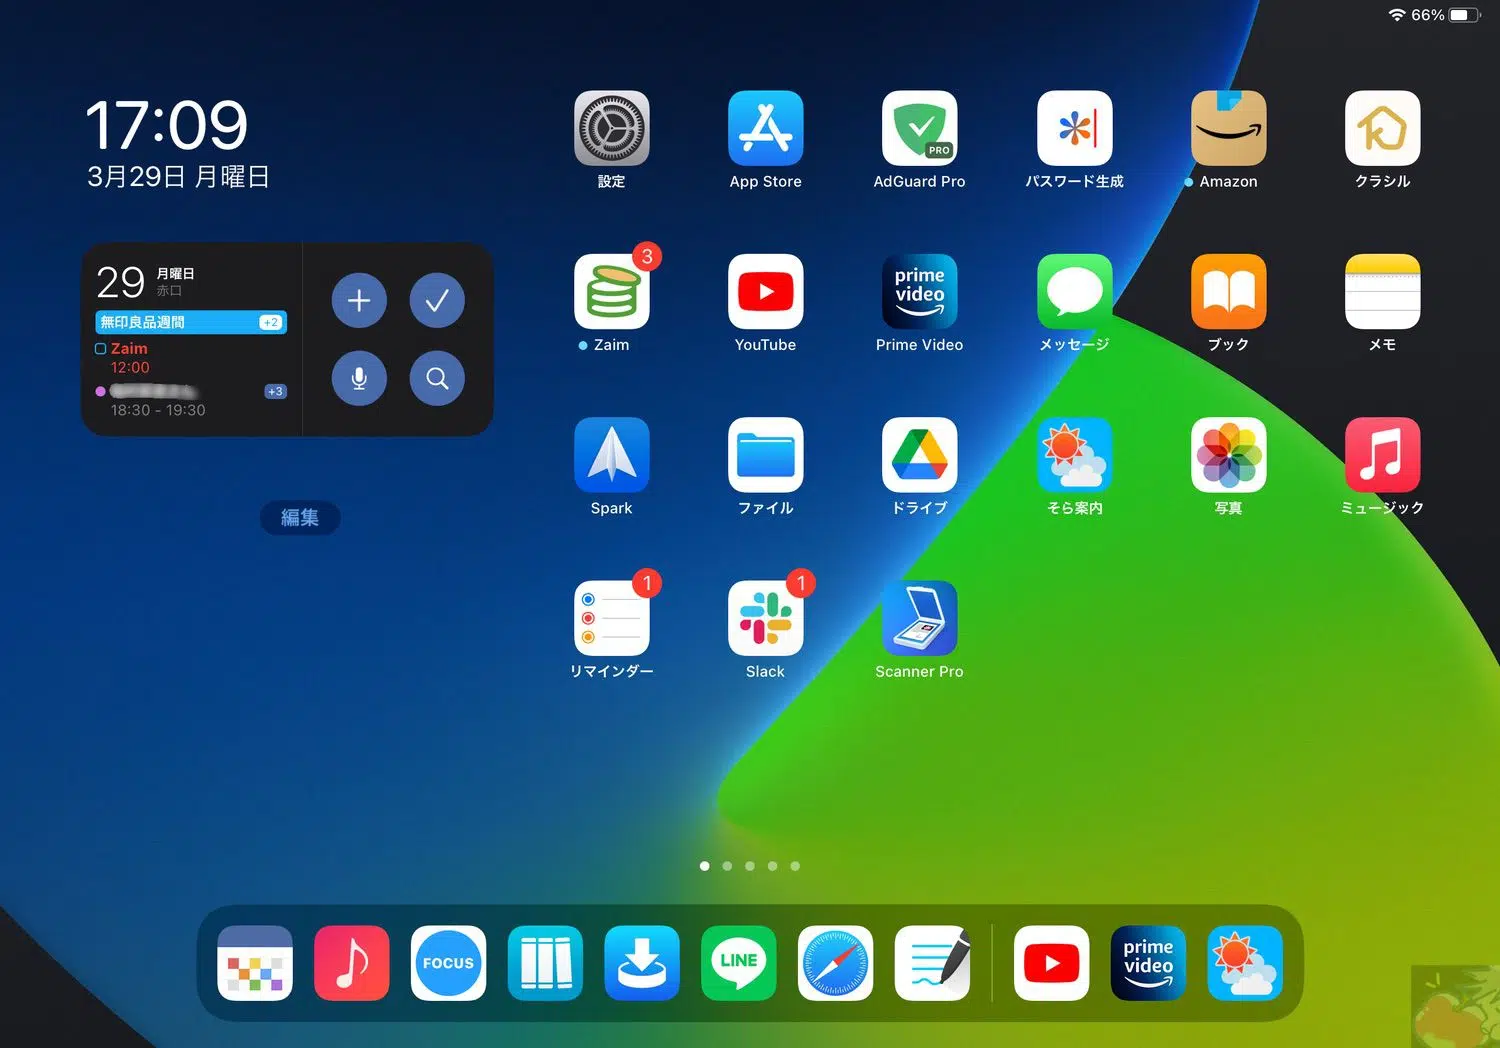 66%
17:09
3月29日 月曜日
29 月曜日
赤口
無印良品週間 +2
Zaim
12:00
+3
18:30 - 19:30
編集
PRO
設定 App Store AdGuard Pro パスワード生成 Amazon クラシル
3
prime video
Zaim YouTube Prime Video メッセージ ブック メモ
Spark ファイル ドライブ そら案内 写真 ミュージック
1 1
リマインダー Slack Scanner Pro
FOCUS LINE prime video